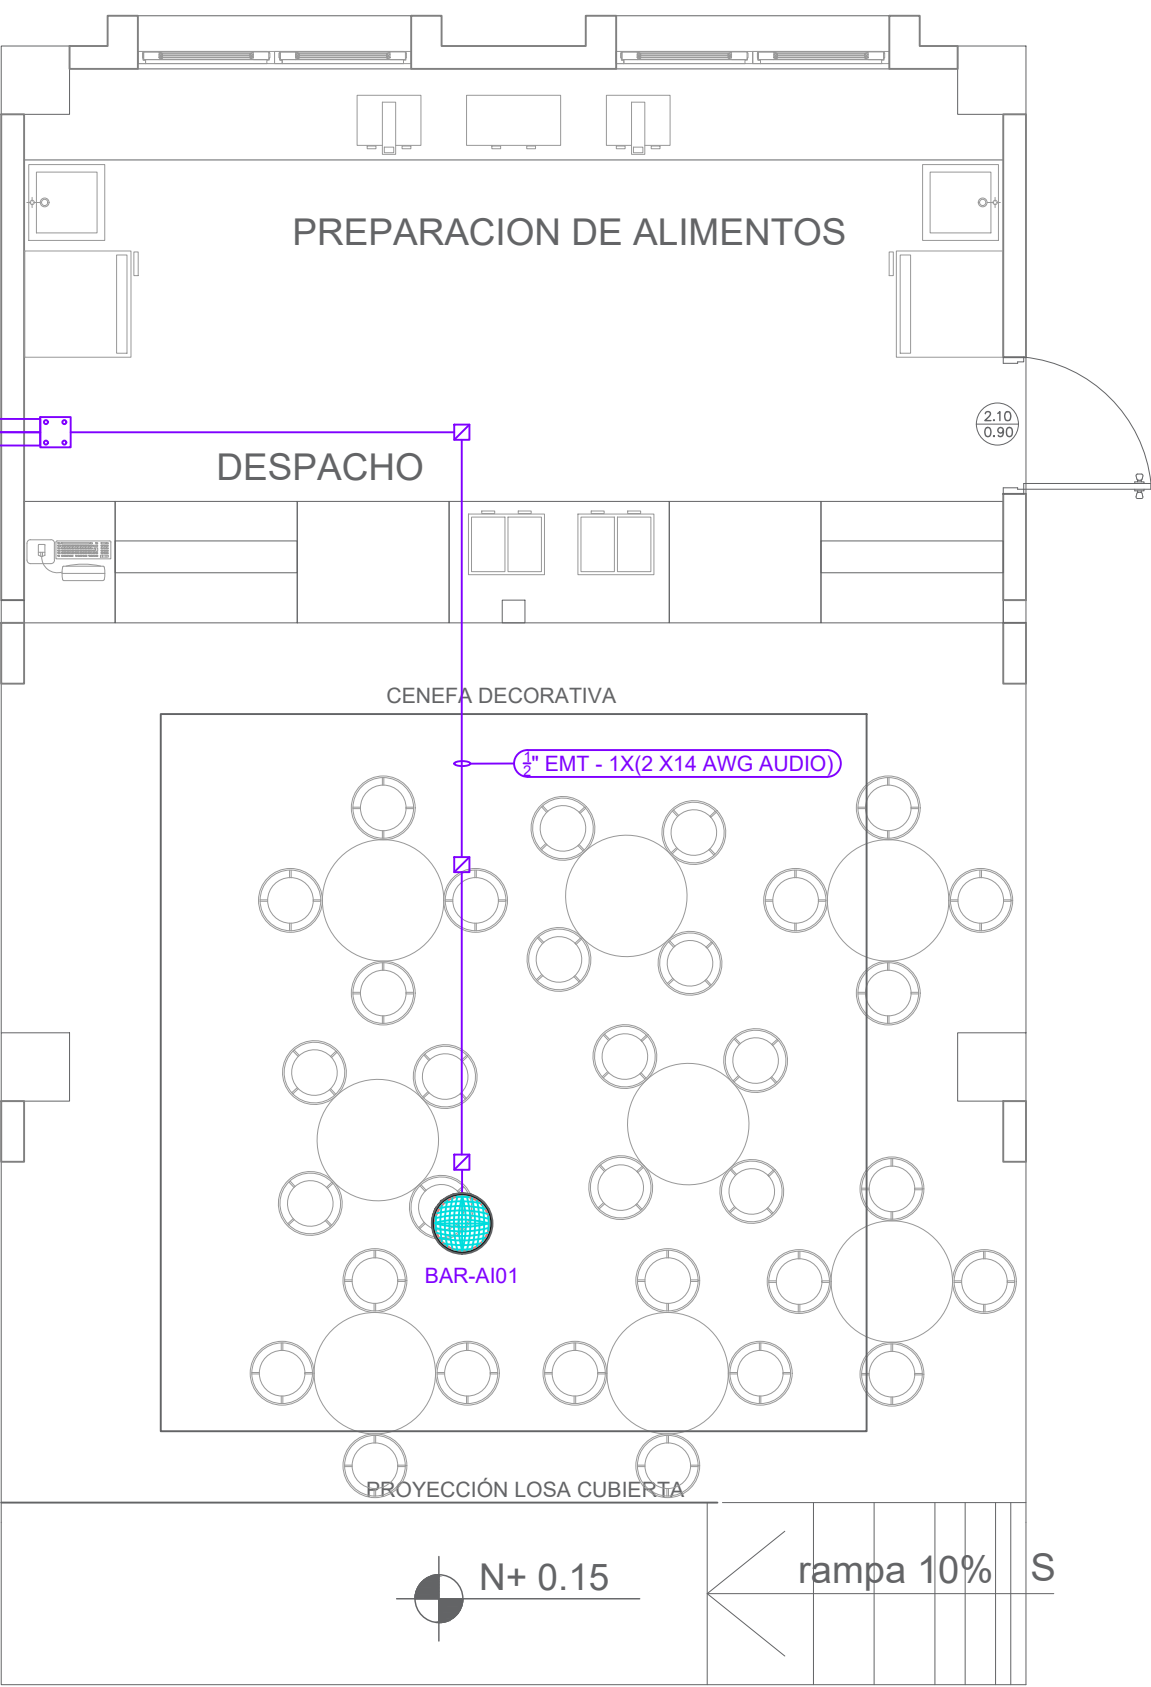 PREPARACION DE ALIMENTOS
2.10
0.90
DESPACHO
CENEFA DECORATIVA
½" EMT - 1X(2 X14 AWG AUDIO)
BAR-AI01
PROYECCIÓN LOSA CUBIERTA
N+ 0.15
rampa 10%
S